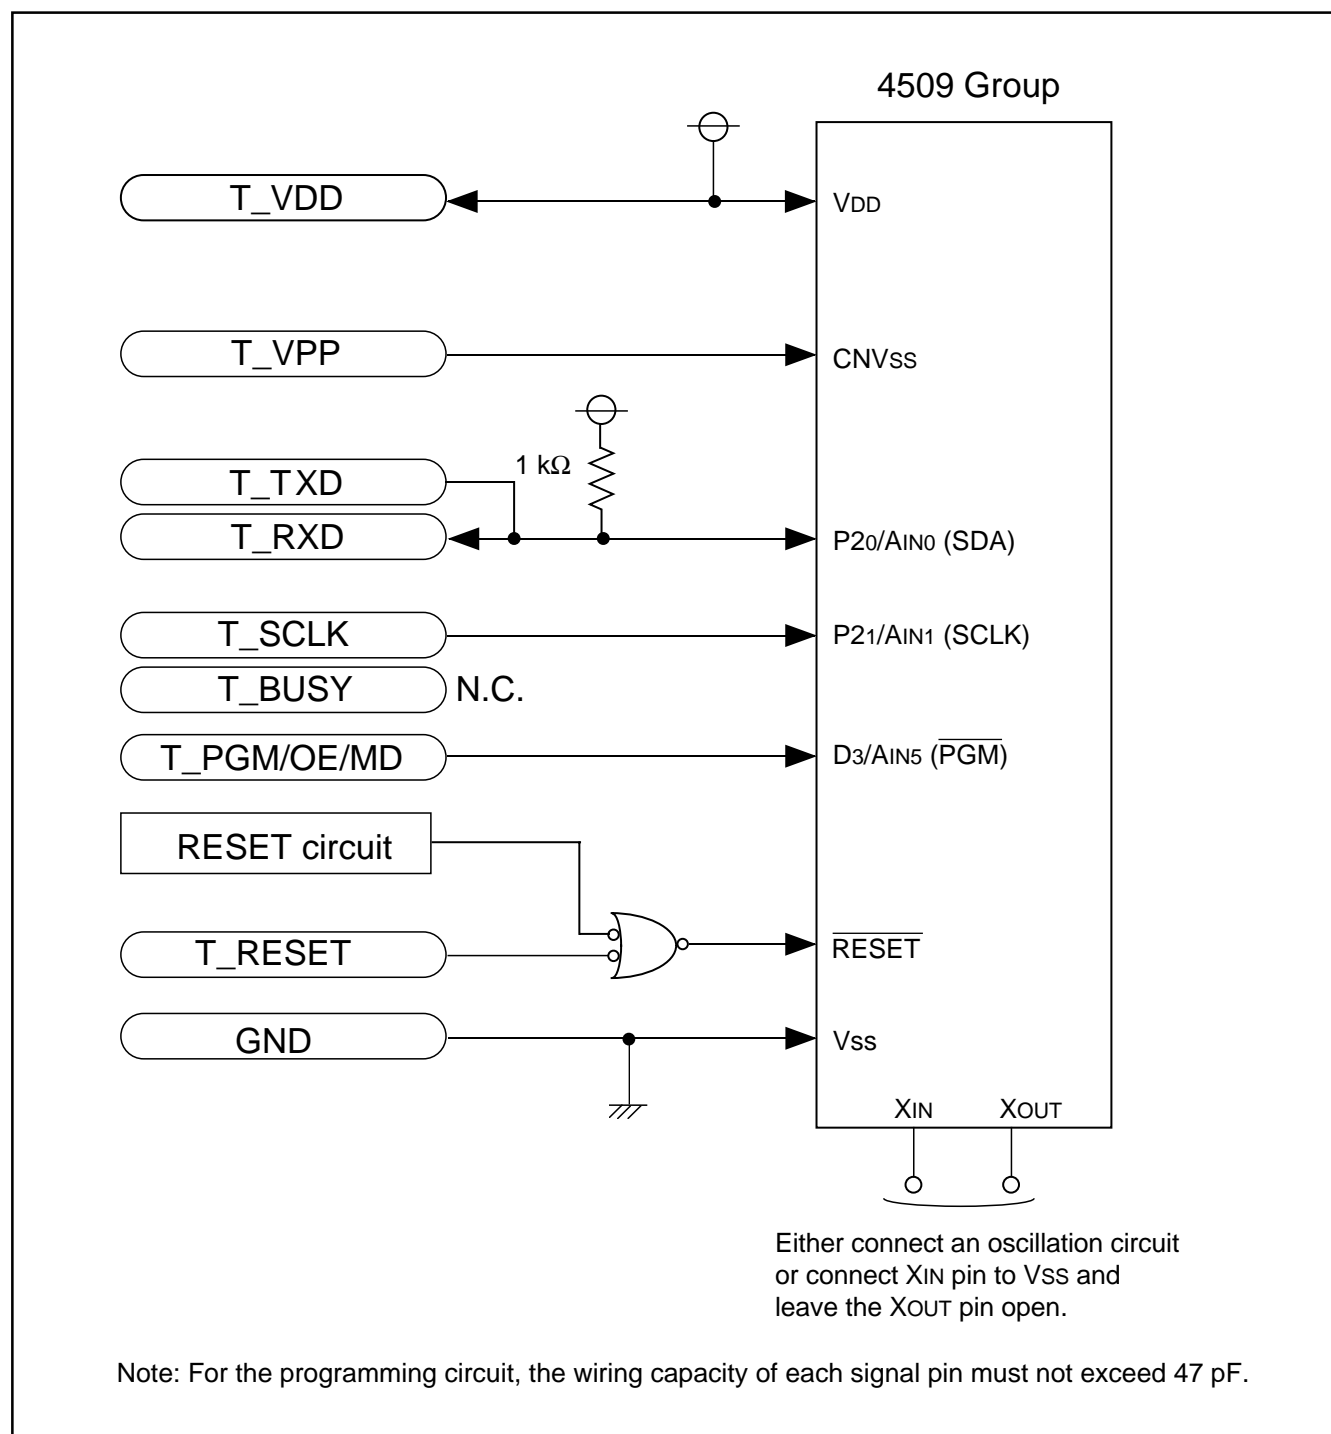 4509 Group
T_VDD
VDD
T_VPP
CNVSS
1 kΩ
T_TXD
T_RXD
P20/AIN0 (SDA)
T_SCLK
P21/AIN1 (SCLK)
T_BUSY N.C.
T_PGM/OE/MD
D3/AIN5 (PGM)
RESET circuit
T_RESET
RESET
GND
VSS
XIN XOUT
Either connect an oscillation circuit
or connect XIN pin to VSS and
leave the XOUT pin open.
Note: For the programming circuit, the wiring capacity of each signal pin must not exceed 47 pF.